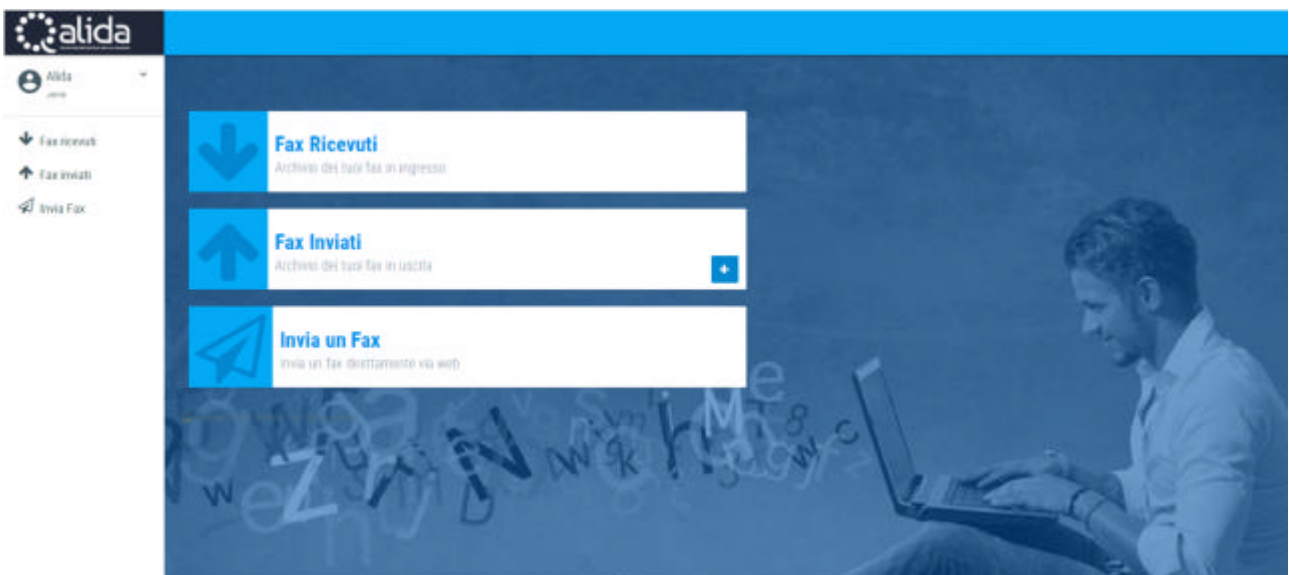 alida
Alida
Fax ricevuti
Fax inviati
Invia Fax
Fax Ricevuti
Archivio dei tuoi fax in ingresso
Fax Inviati
Archivio dei tuoi fax in uscita
Invia un Fax
Invia un fax direttamente via web